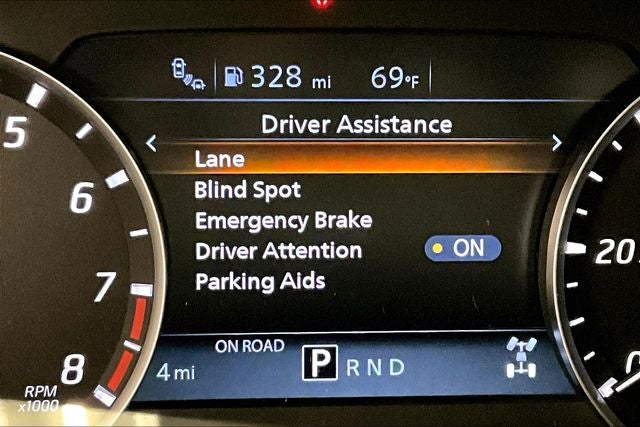 328 mi 69°F
Driver Assistance
Lane
Blind Spot
Emergency Brake
Driver Attention ON
Parking Aids
ON ROAD
4 mi P R N D
5
6
7
8
RPM
x1000
20
0